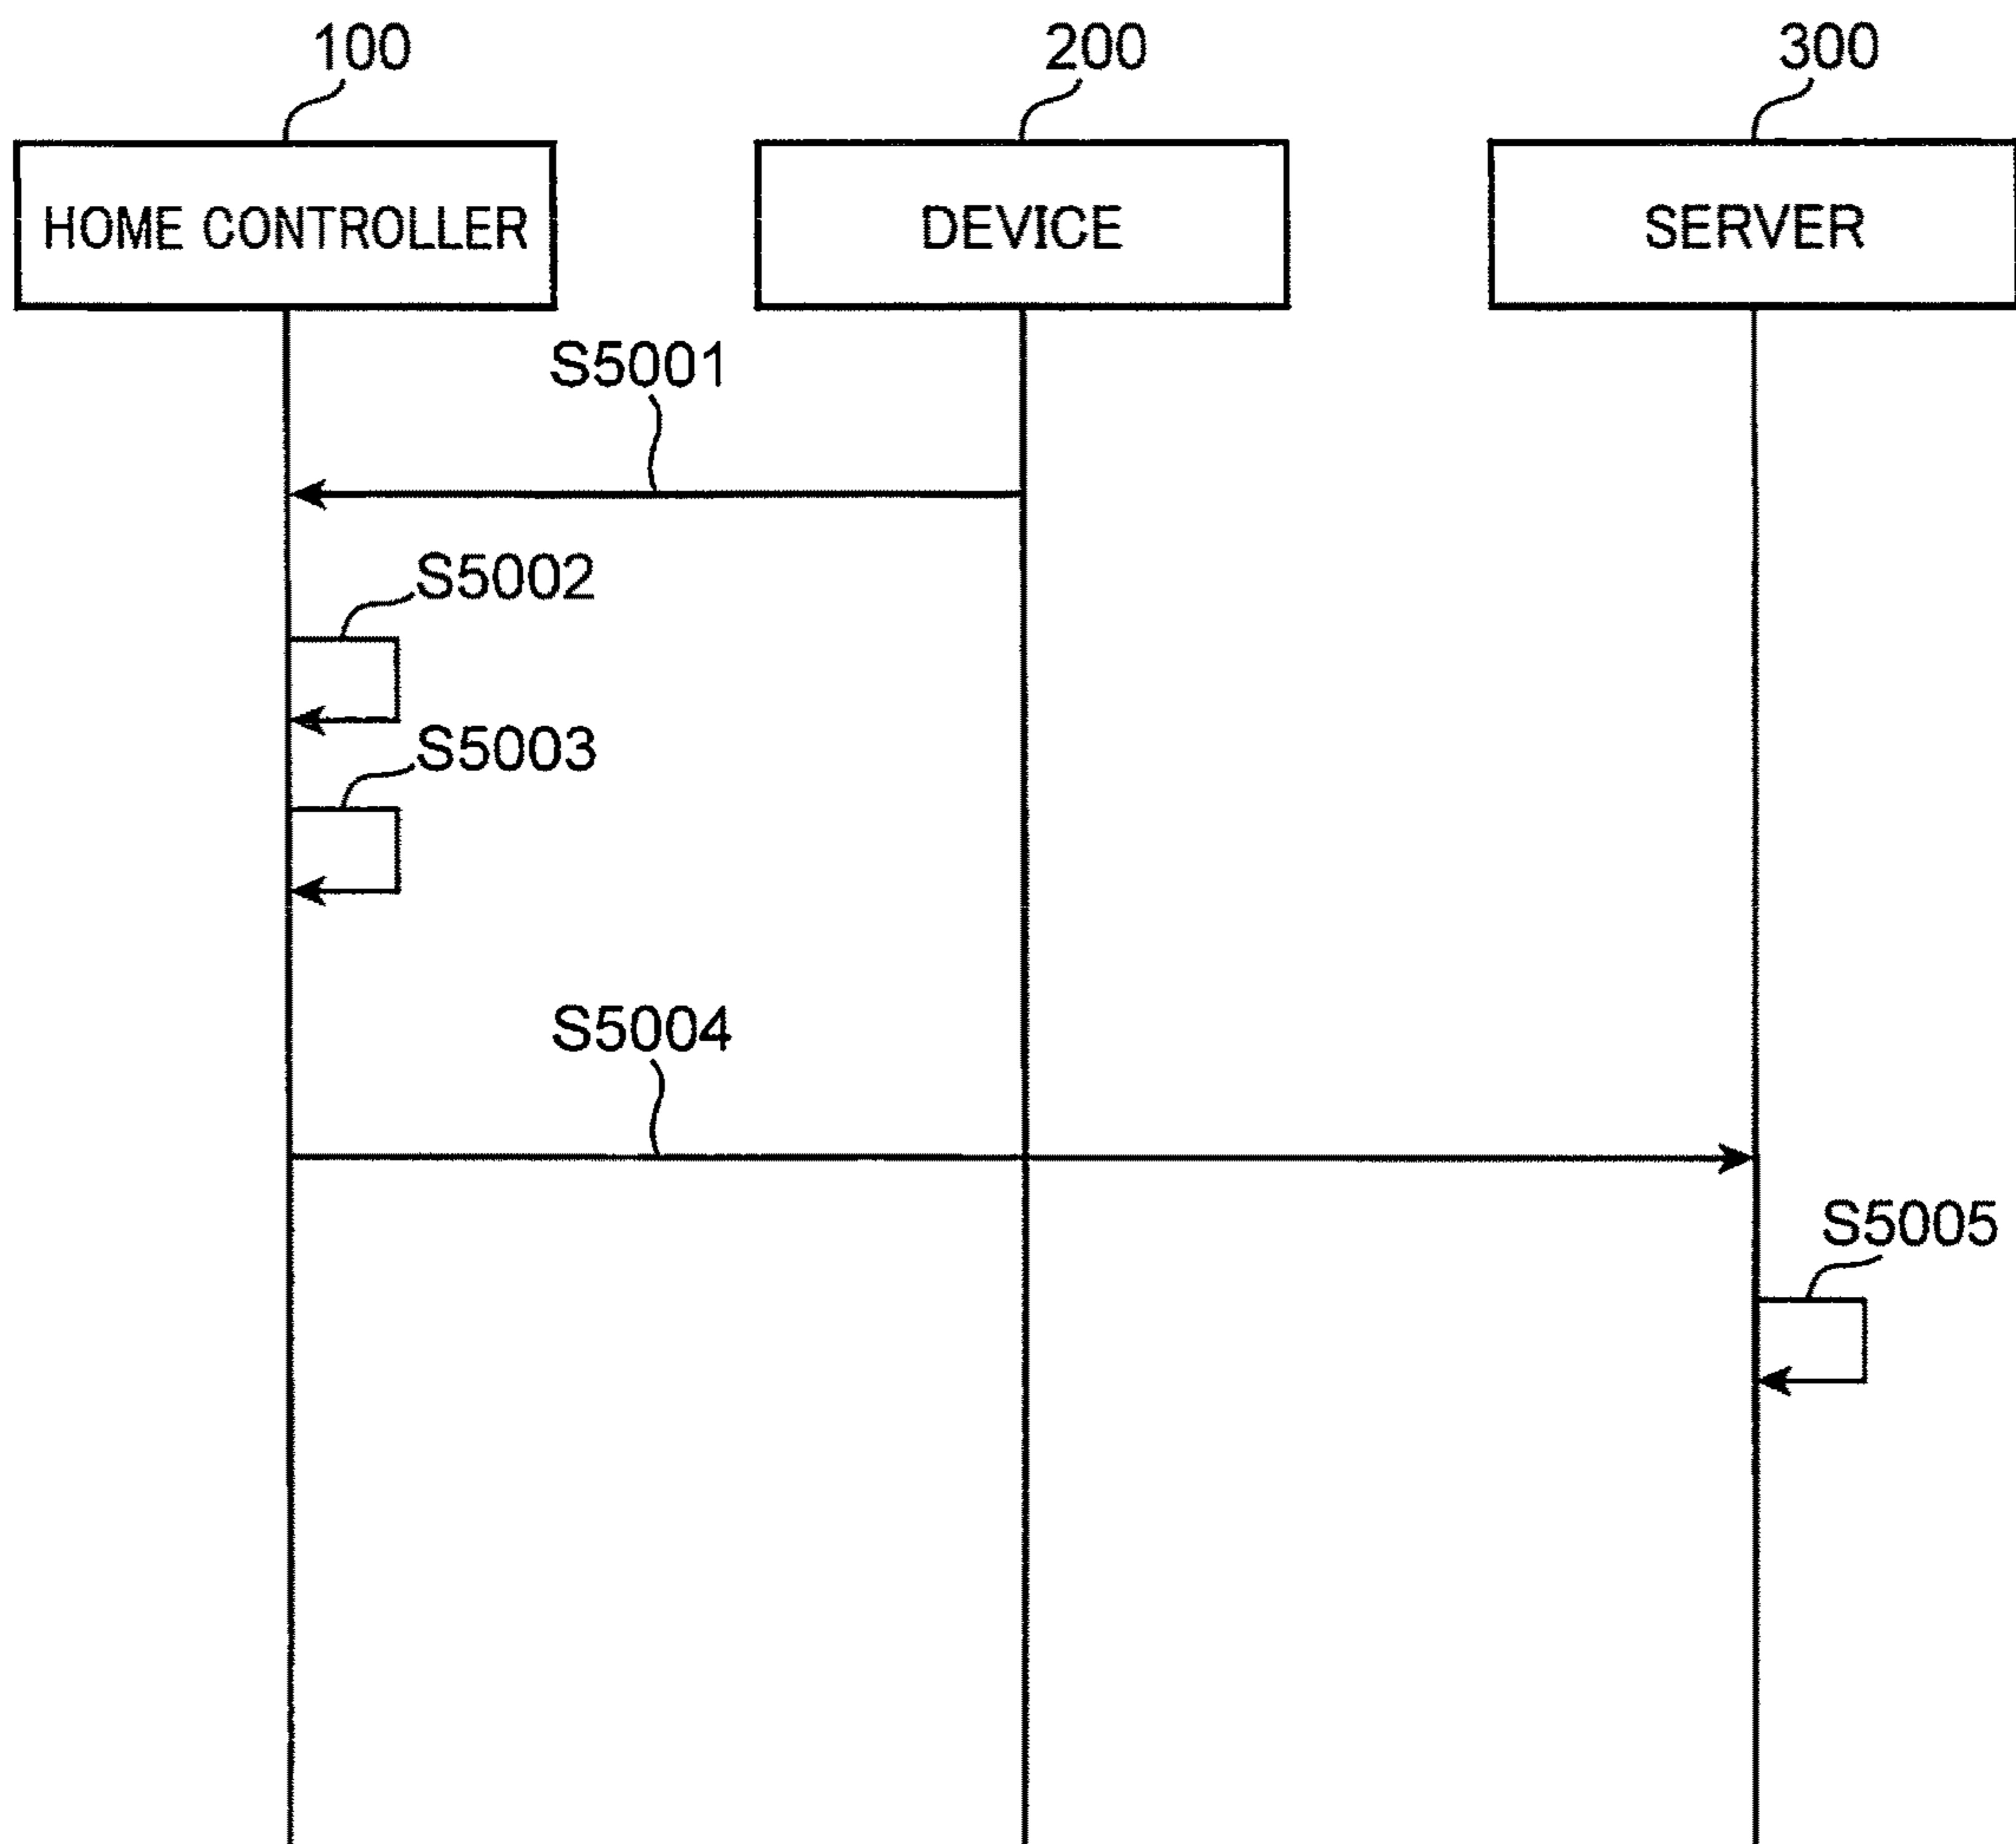 100
200
300
HOME CONTROLLER
DEVICE
SERVER
S5001
S5002
S5003
S5004
S5005